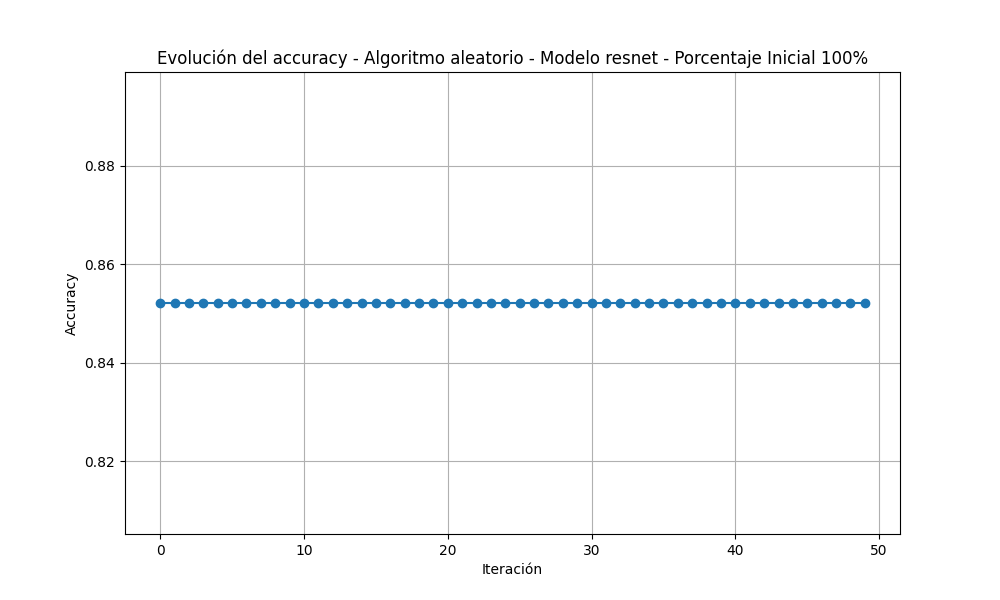 Evolución del accuracy - Algoritmo aleatorio - Modelo resnet - Porcentaje Inicial 100%
Accuracy
0.88
0.86
0.84
0.82
0 10 20 30 40 50
Iteración